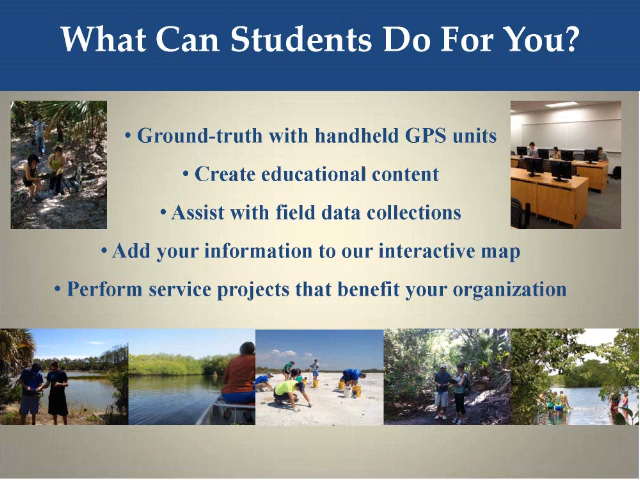 What Can Students Do For You?
• Ground-truth with handheld GPS units
• Create educational content
• Assist with field data collections
• Add your information to our interactive map
• Perform service projects that benefit your organization